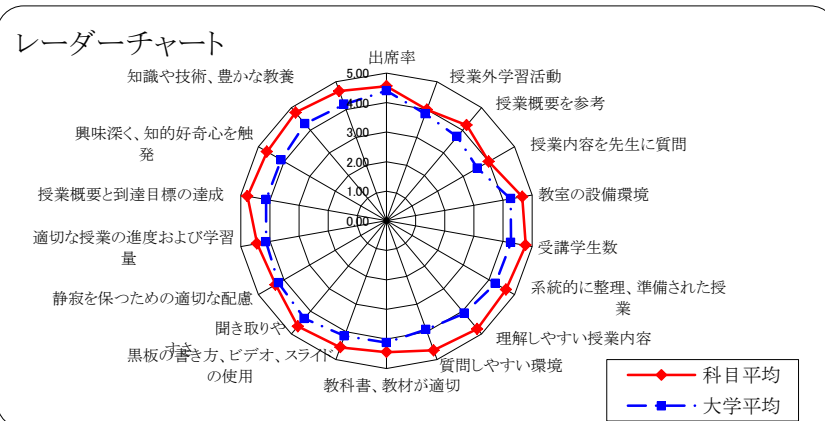 レーダーチャート
出席率
授業外学習活動
授業概要を参考
授業内容を先生に質問
教室の設備環境
受講学生数
系統的に整理、準備された授
業
理解しやすい授業内容
質問しやすい環境
教科書、教材が適切
黒板の書き方、ビデオ、スライド
の使用
聞き取りや
すさ
静寂を保つための適切な配慮
適切な授業の進度および学習
量
授業概要と到達目標の達成
興味深く、知的好奇心を触
発
知識や技術、豊かな教養
5.00
4.00
3.00
2.00
1.00
0.00
科目平均
大学平均